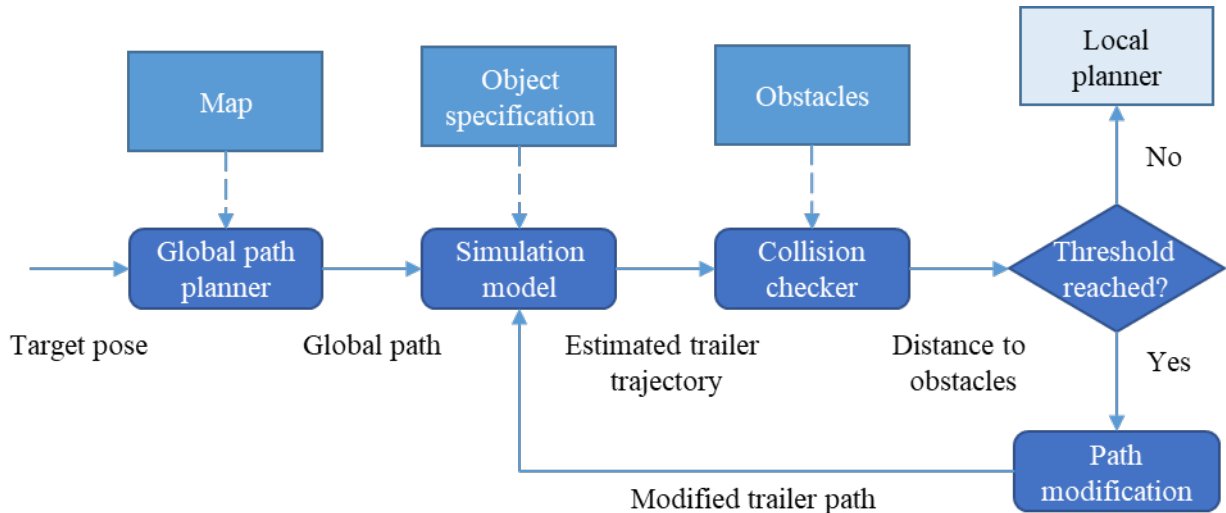 Map
Object
specification
Obstacles
Local
planner
No
Global path
planner
Simulation
model
Collision
checker
Threshold
reached?
Target pose
Global path
Estimated trailer
trajectory
Distance to
obstacles
Yes
Path
modification
Modified trailer path